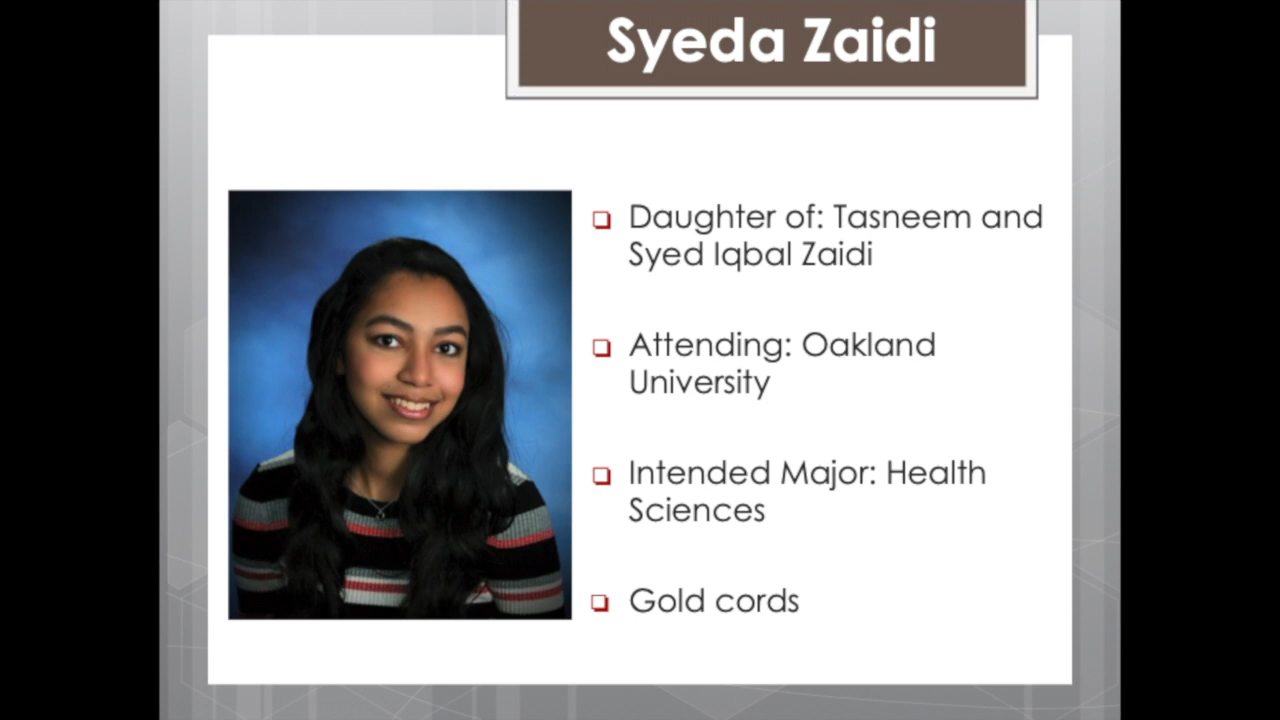 Syeda Zaidi
Daughter of: Tasneem and
Syed Iqbal Zaidi
Attending: Oakland
University
Intended Major: Health
Sciences
Gold cords